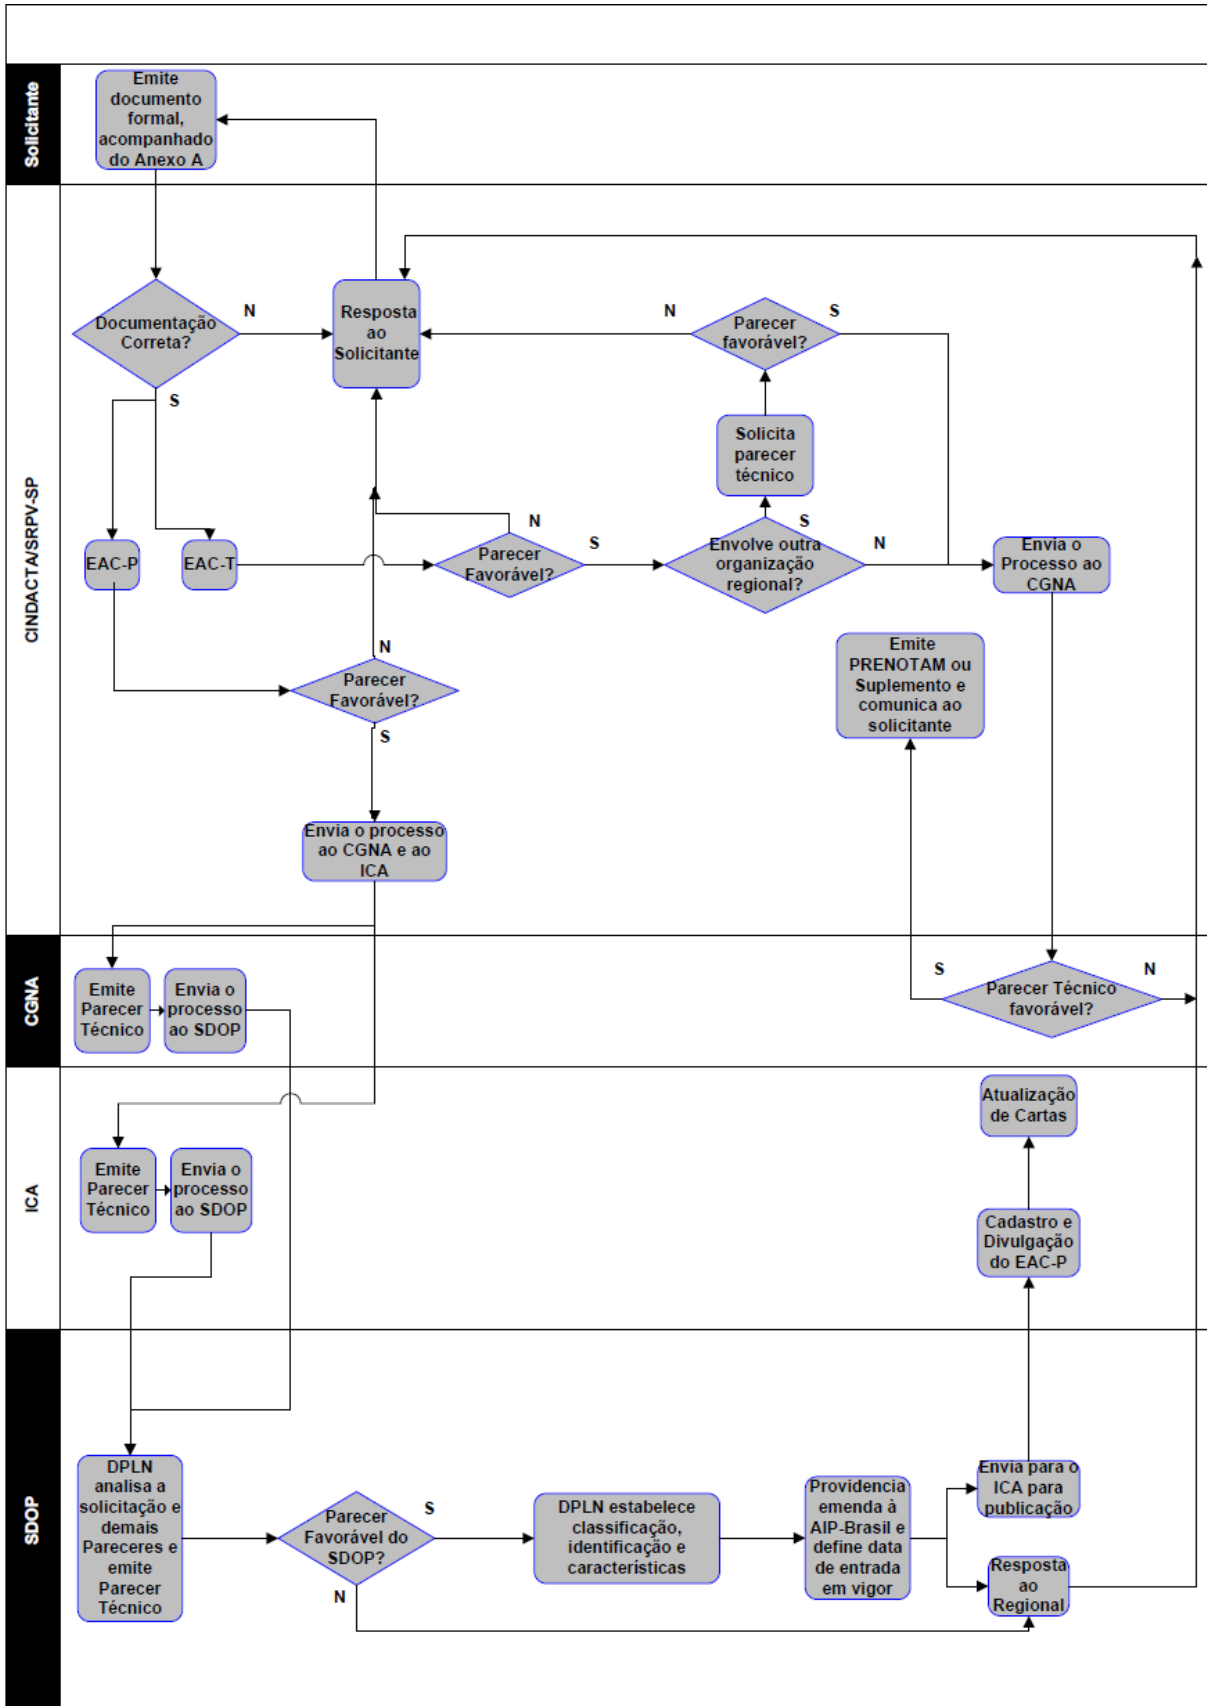 Solicitante
Emite
documento
formal,
acompanhado
do Anexo A
CINDACTA/SRPV-SP
Documentação
Correta?
N
S
Resposta
ao
Solicitante
N
Parecer
favorável?
S
Solicita
parecer
técnico
EAC-P
EAC-T
Parecer
Favorável?
N
S
Envolve outra
organização
regional?
S
N
Envia o
Processo ao
CGNA
Emite
PRENOTAM ou
Suplemento e
comunica ao
solicitante
N
Parecer
Favorável?
S
Envia o processo
ao CGNA e ao
ICA
CGNA
Emite
Parecer
Técnico
Envia o
processo
ao SDOP
S
Parecer Técnico
favorável?
N
ICA
Emite
Parecer
Técnico
Envia o
processo
ao SDOP
Atualização
de Cartas
Cadastro e
Divulgação
do EAC-P
SDOP
DPLN
analisa a
solicitação e
demais
Pareceres e
emite
Parecer
Técnico
Parecer
Favorável do
SDOP?
S
N
DPLN estabelece
classificação,
identificação e
características
Providencia
emenda à
AIP-Brasil e
define data
de entrada
em vigor
Envia para o
ICA para
publicação
Resposta
ao
Regional